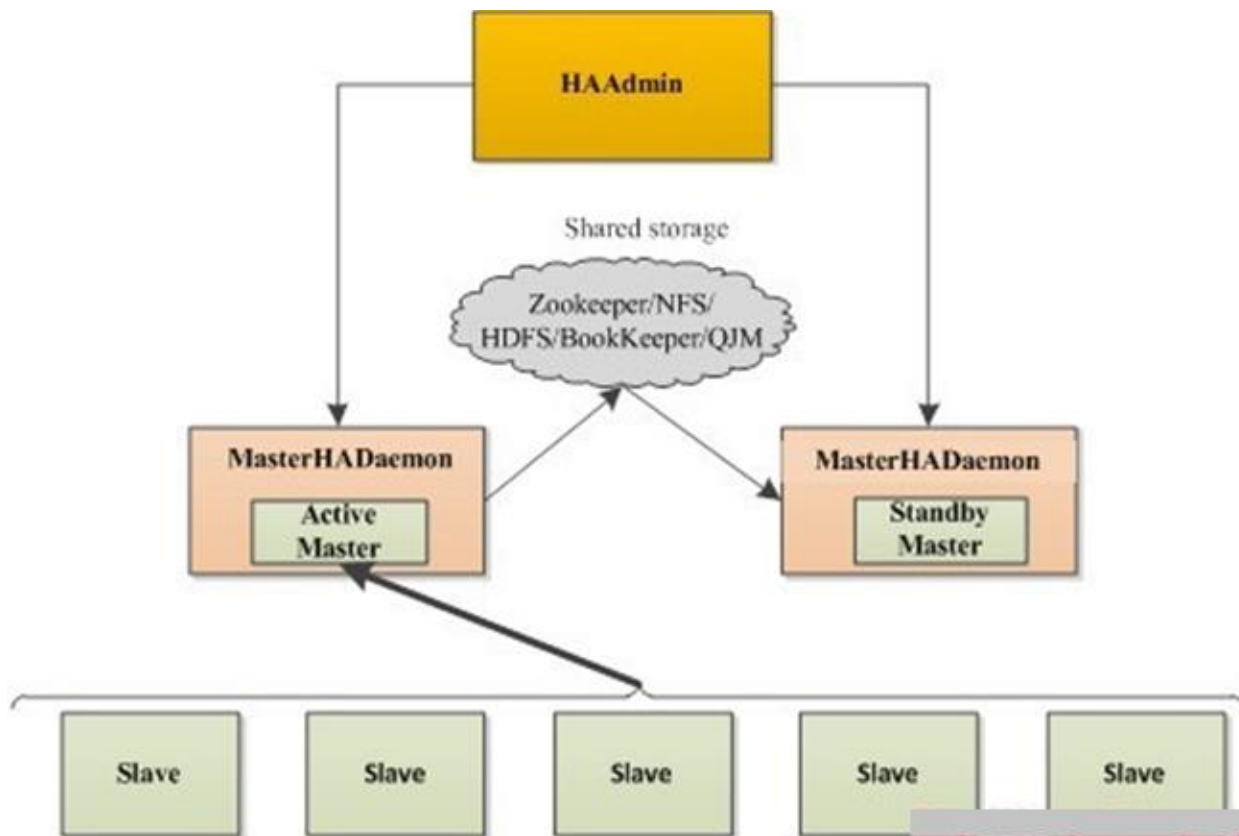 HAAdmin
Shared storage
Zookeeper/NFS/
HDFS/BookKeeper/QJM
MasterHADaemon
Active
Master
MasterHADaemon
Standby
Master
Slave
Slave
Slave
Slave
Slave